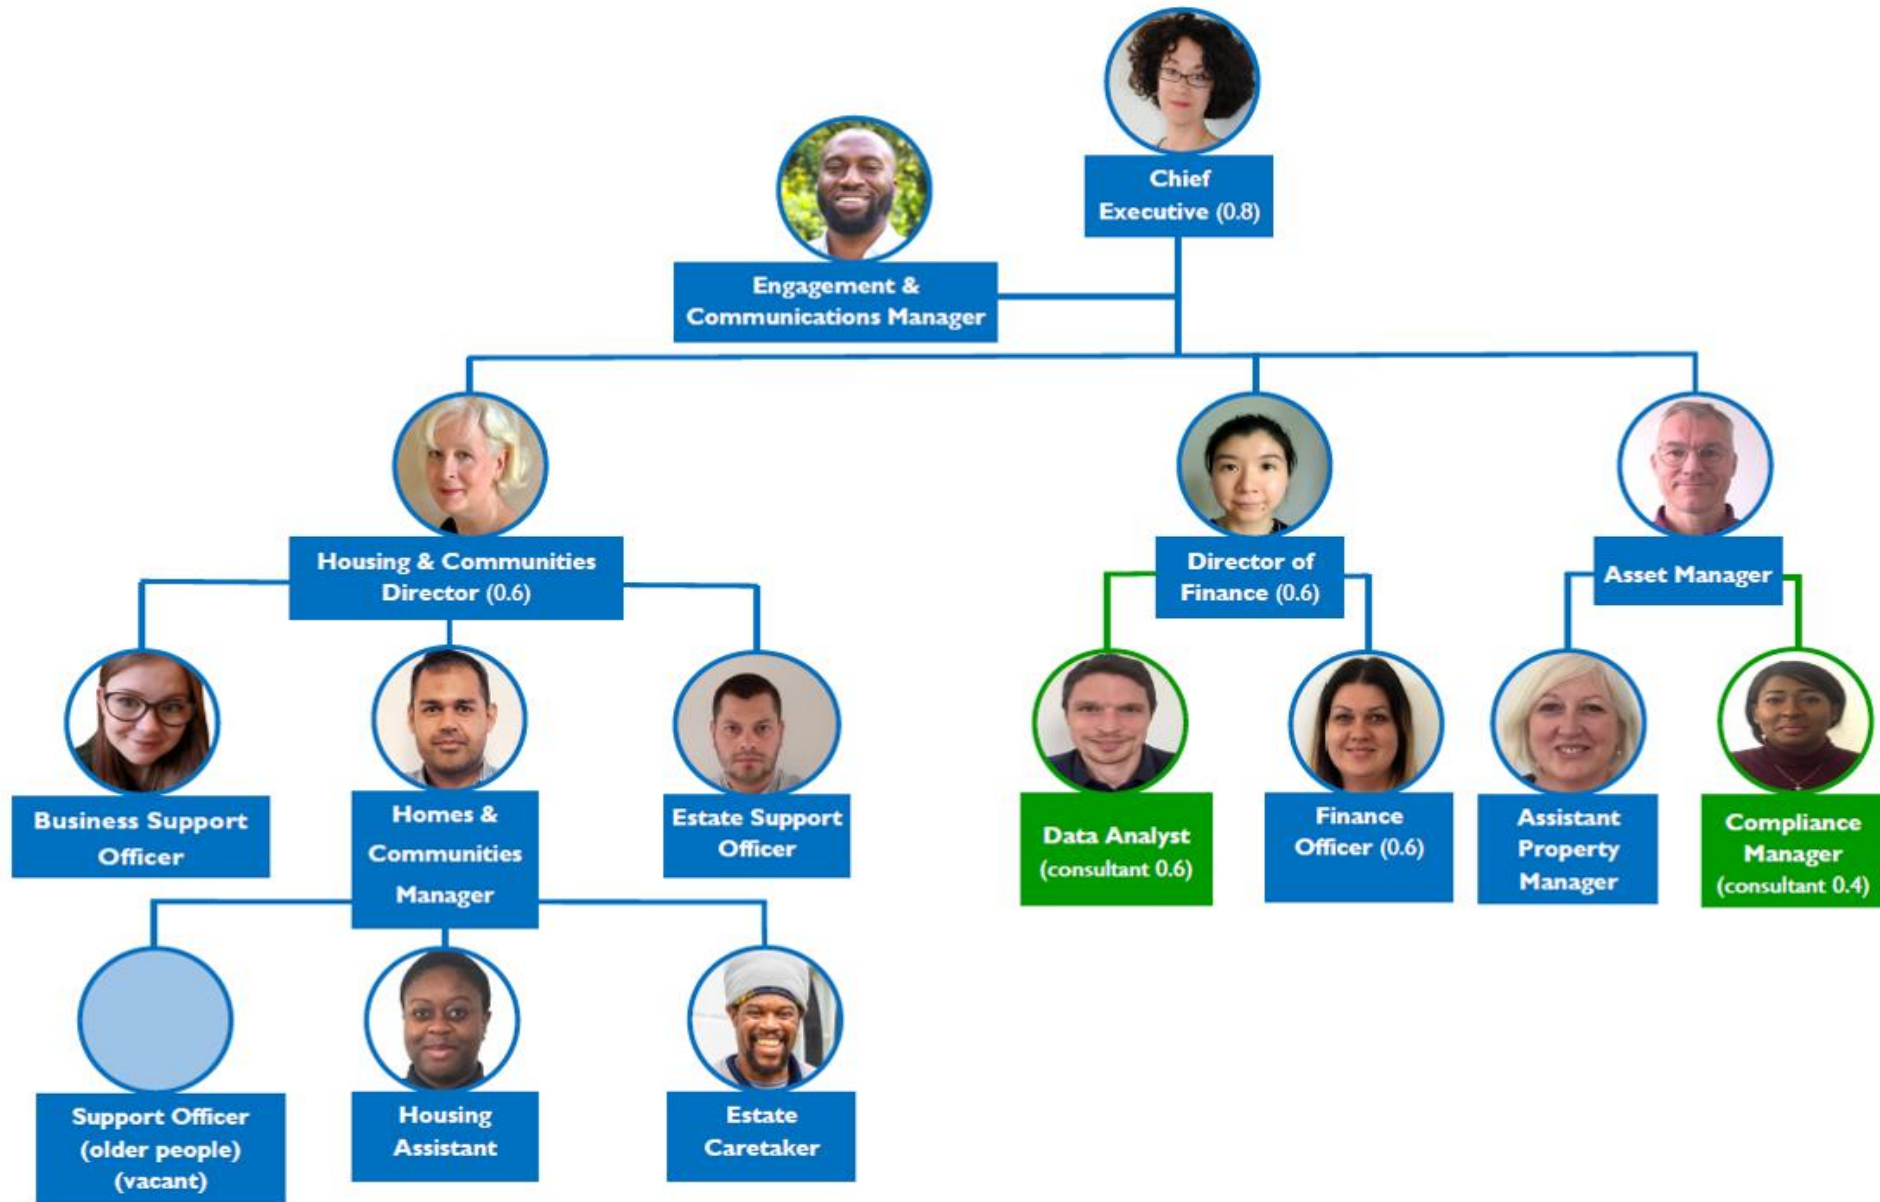 Chief
Executive (0.8)
Engagement &
Communications Manager
Housing & Communities
Director (0.6)
Director of
Finance (0.6)
Asset Manager
Business Support
Officer
Homes &
Communities
Manager
Estate Support
Officer
Data Analyst
(consultant 0.6)
Finance
Officer (0.6)
Assistant
Property
Manager
Compliance
Manager
(consultant 0.4)
Support Officer
(older people)
(vacant)
Housing
Assistant
Estate
Caretaker